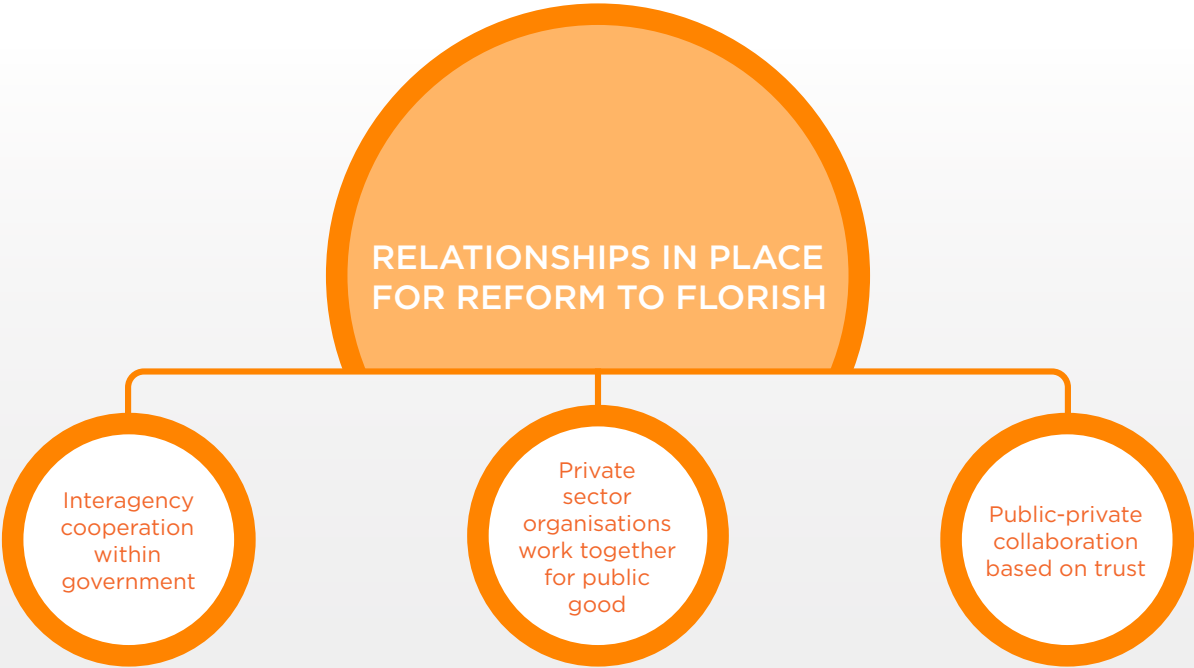 RELATIONSHIPS IN PLACE
FOR REFORM TO FLORISH
Interagency
cooperation
within
government
Private
sector
organisations
work together
for public
good
Public-private
collaboration
based on trust